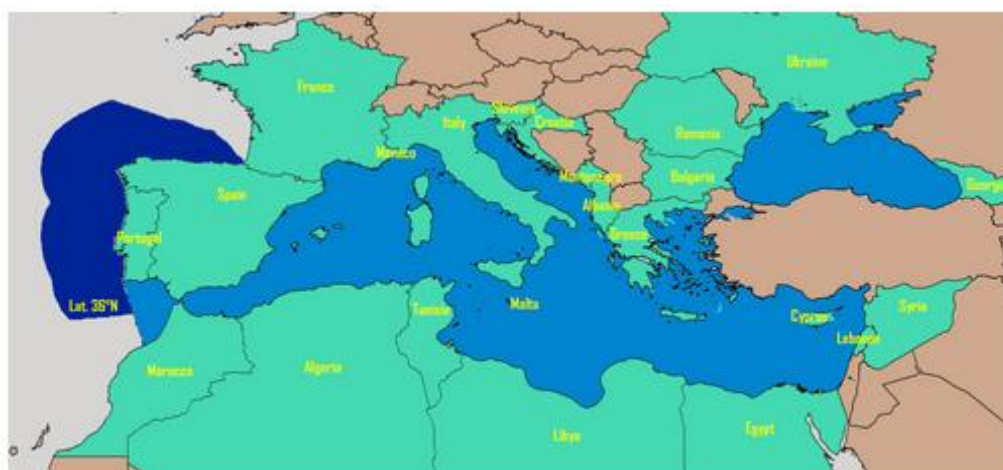 Ukraine
France
Slovenia
Italy
Croatia
Romania
Monaco
Montenegro
Bulgaria
Georgi
Spain
Albania
Portugal
Greece
Lat. 36°N
Malta
Tunisia
Cyprus
Syria
Lebanon
Morocco
Algeria
Libya
Egypt